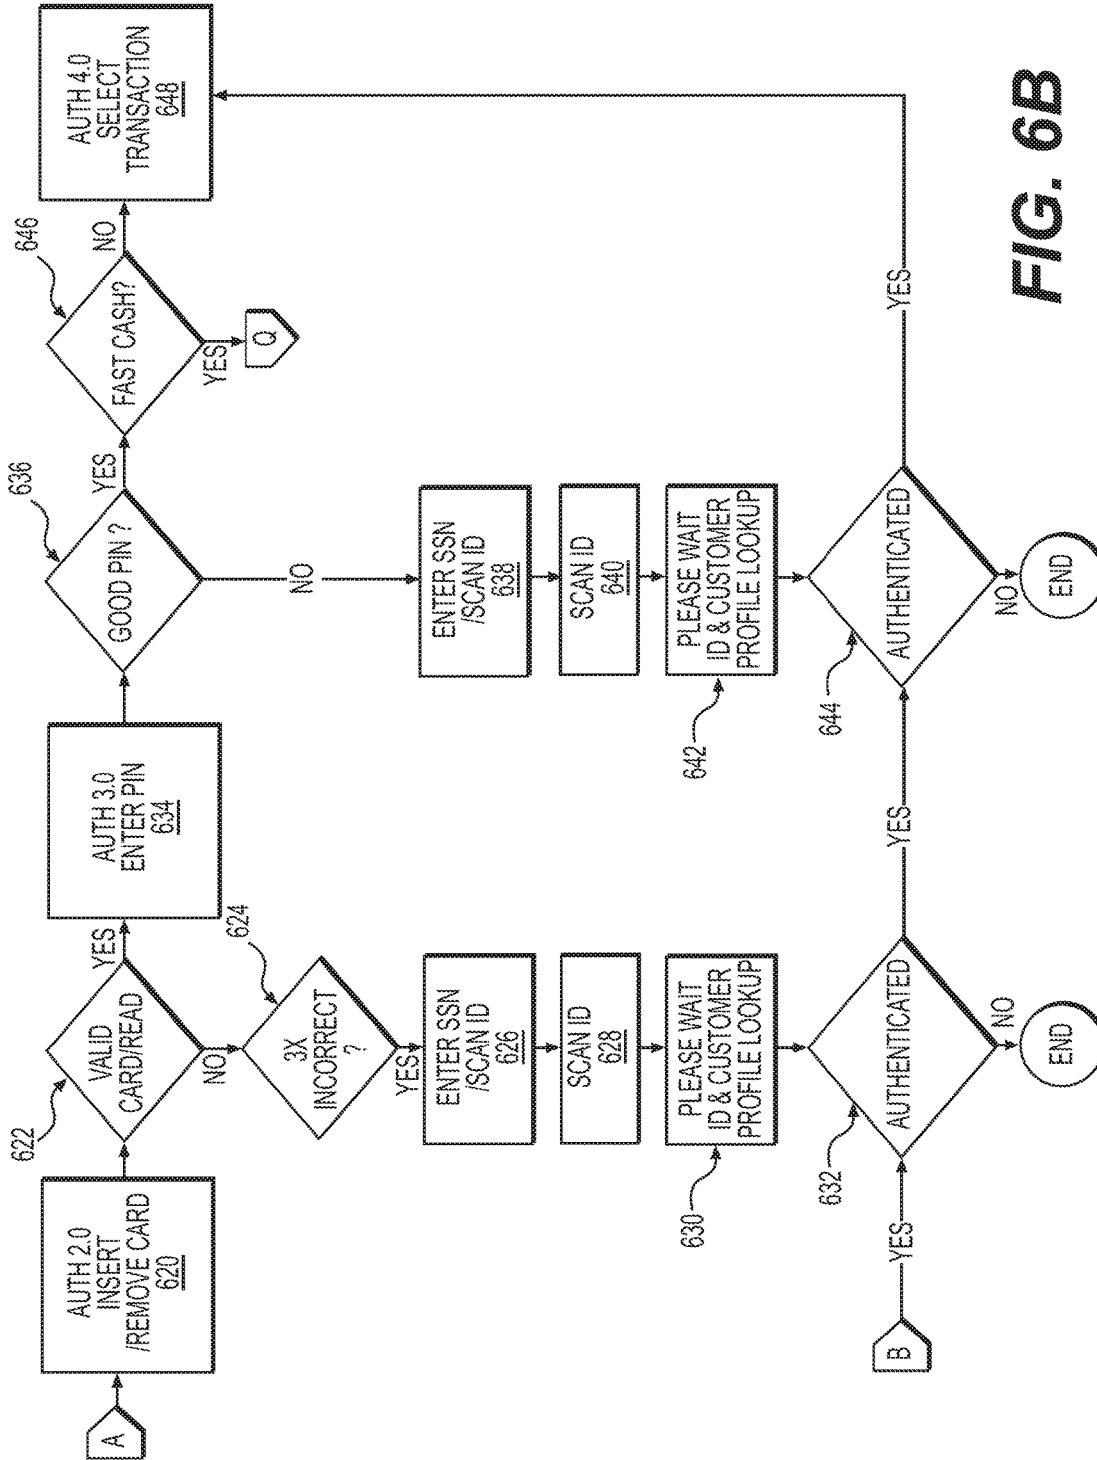 A
AUTH 2.0
INSERT
/REMOVE CARD
620
622
VALID
CARD/READ
YES
NO
AUTH 3.0
ENTER PIN
634
636
GOOD PIN ?
YES
NO
646
FAST CASH?
NO
YES
Q
AUTH 4.0
SELECT
TRANSACTION
648
624
3X
INCORRECT
?
YES
ENTER SSN
/SCAN ID
626
SCAN ID
628
630
PLEASE WAIT
ID & CUSTOMER
PROFILE LOOKUP
ENTER SSN
/SCAN ID
638
SCAN ID
640
642
PLEASE WAIT
ID & CUSTOMER
PROFILE LOOKUP
B
YES
632
AUTHENTICATED
YES
NO
END
644
AUTHENTICATED
YES
NO
END
FIG. 6B